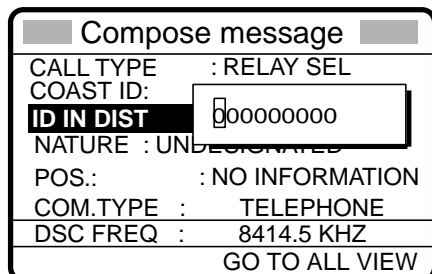 Compose message
CALL TYPE : RELAY SEL
COAST ID:
ID IN DIST 000000000
NATURE : UNDESIGNATED
POS.: : NO INFORMATION
COM.TYPE : TELEPHONE
DSC FREQ : 8414.5 KHZ
GO TO ALL VIEW